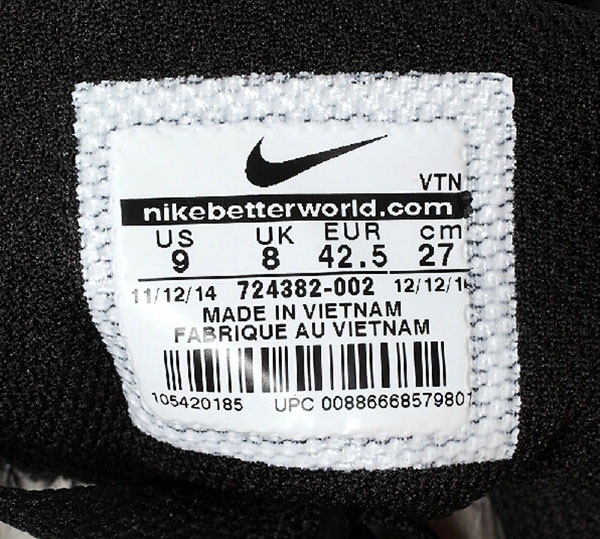 VTN
nikebetterworld.com
US UK EUR cm
9 8 42.5 27
11/12/14 724382-002
MADE IN VIETNAM
FABRIQUE AU VIETNAM
105420185 UPC 00886668579801